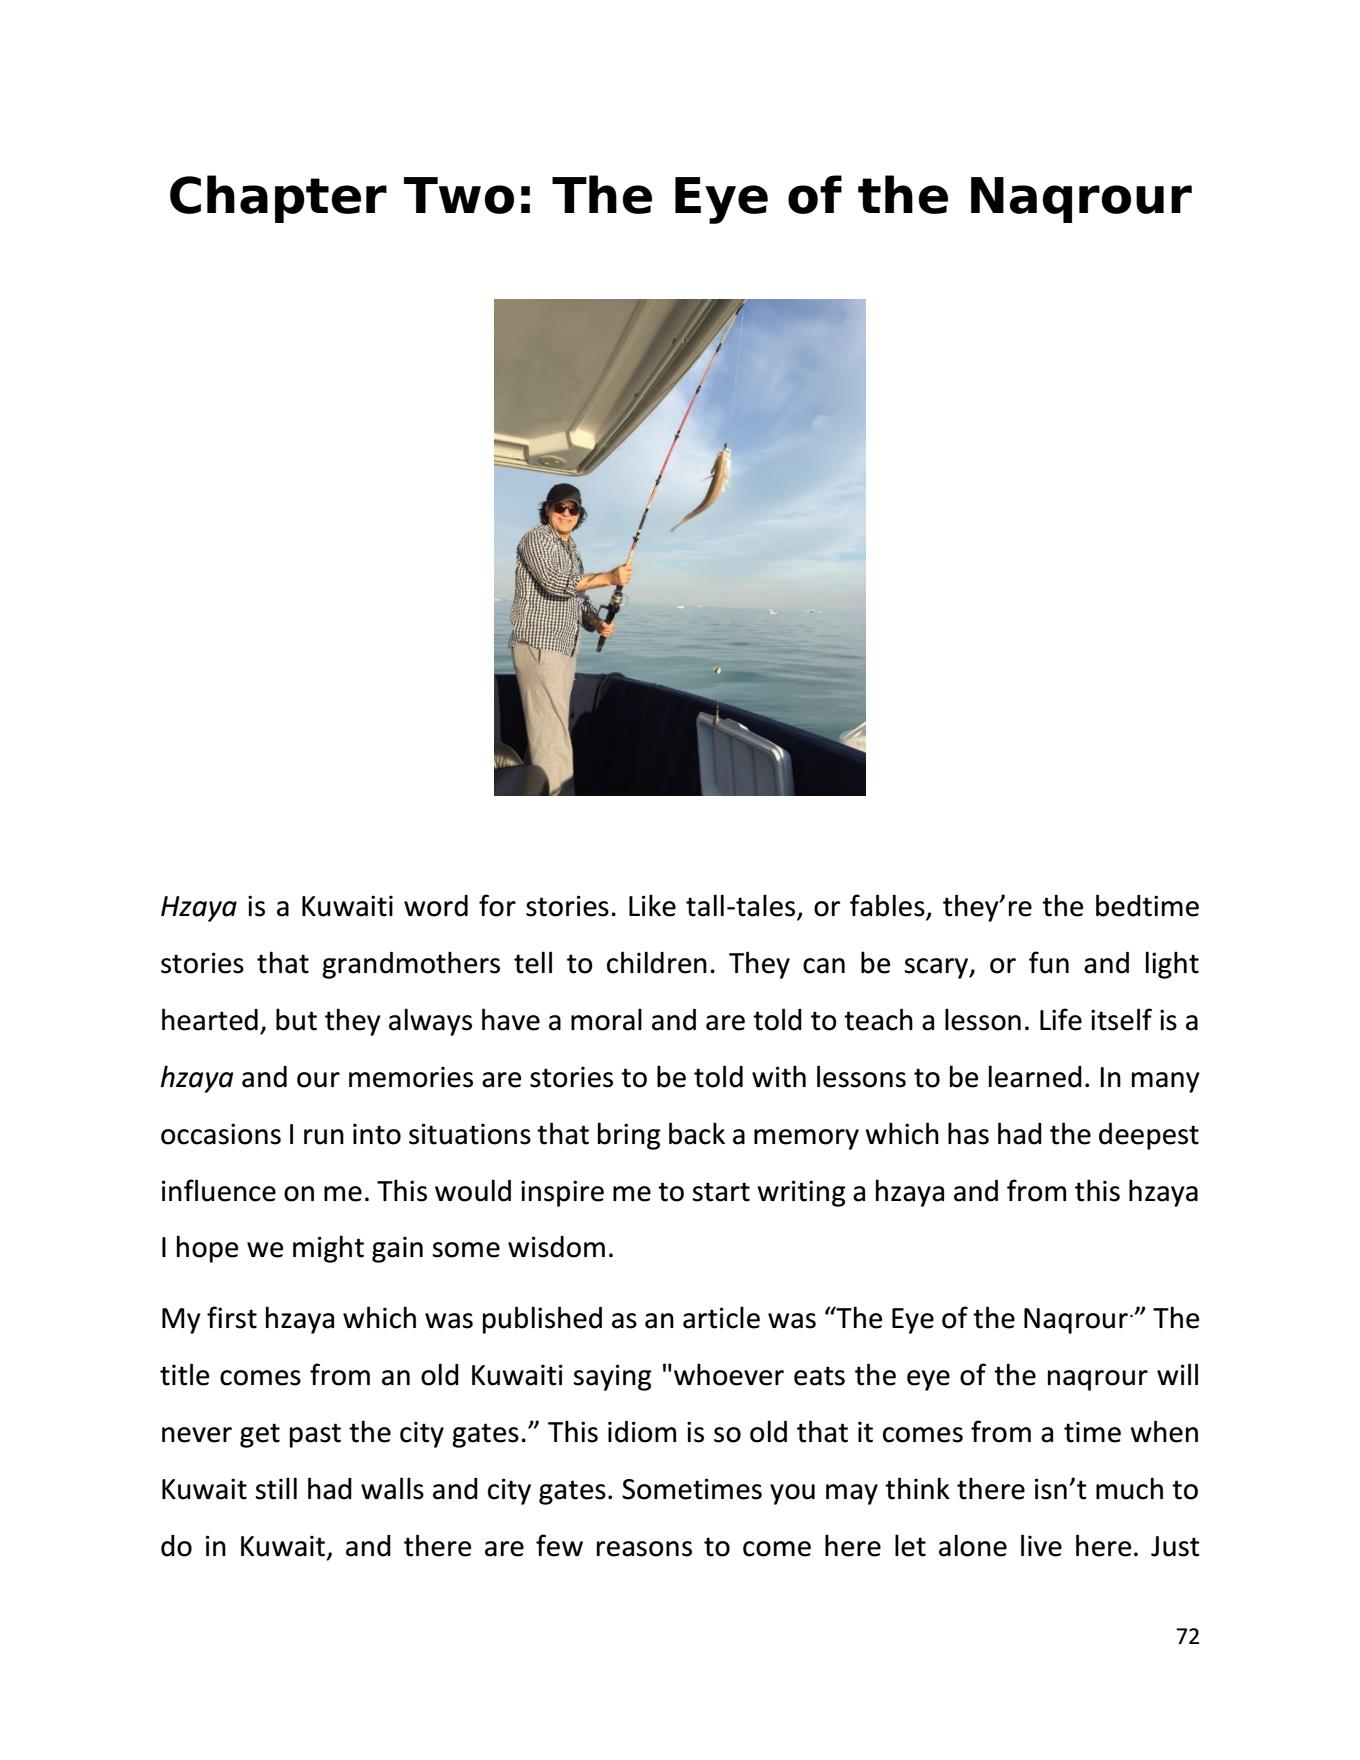 Chapter Two: The Eye of the Naqrour
Hzaya is a Kuwaiti word for stories. Like tall-tales, or fables, they’re the bedtime
stories that grandmothers tell to children. They can be scary, or fun and light
hearted, but they always have a moral and are told to teach a lesson. Life itself is a
hzaya and our memories are stories to be told with lessons to be learned. In many
occasions I run into situations that bring back a memory which has had the deepest
influence on me. This would inspire me to start writing a hzaya and from this hzaya
I hope we might gain some wisdom.
My first hzaya which was published as an article was “The Eye of the Naqrour.” The
title comes from an old Kuwaiti saying "whoever eats the eye of the naqrour will
never get past the city gates.” This idiom is so old that it comes from a time when
Kuwait still had walls and city gates. Sometimes you may think there isn’t much to
do in Kuwait, and there are few reasons to come here let alone live here. Just
72